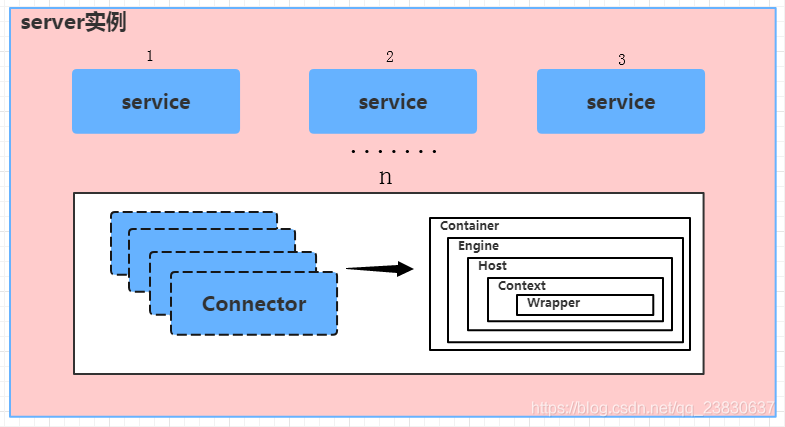 server实例
1 2 3
service service service
.......
n
Container
Engine
Host
Context
Wrapper
Connector
https://blog.csdn.net/qq_23830637